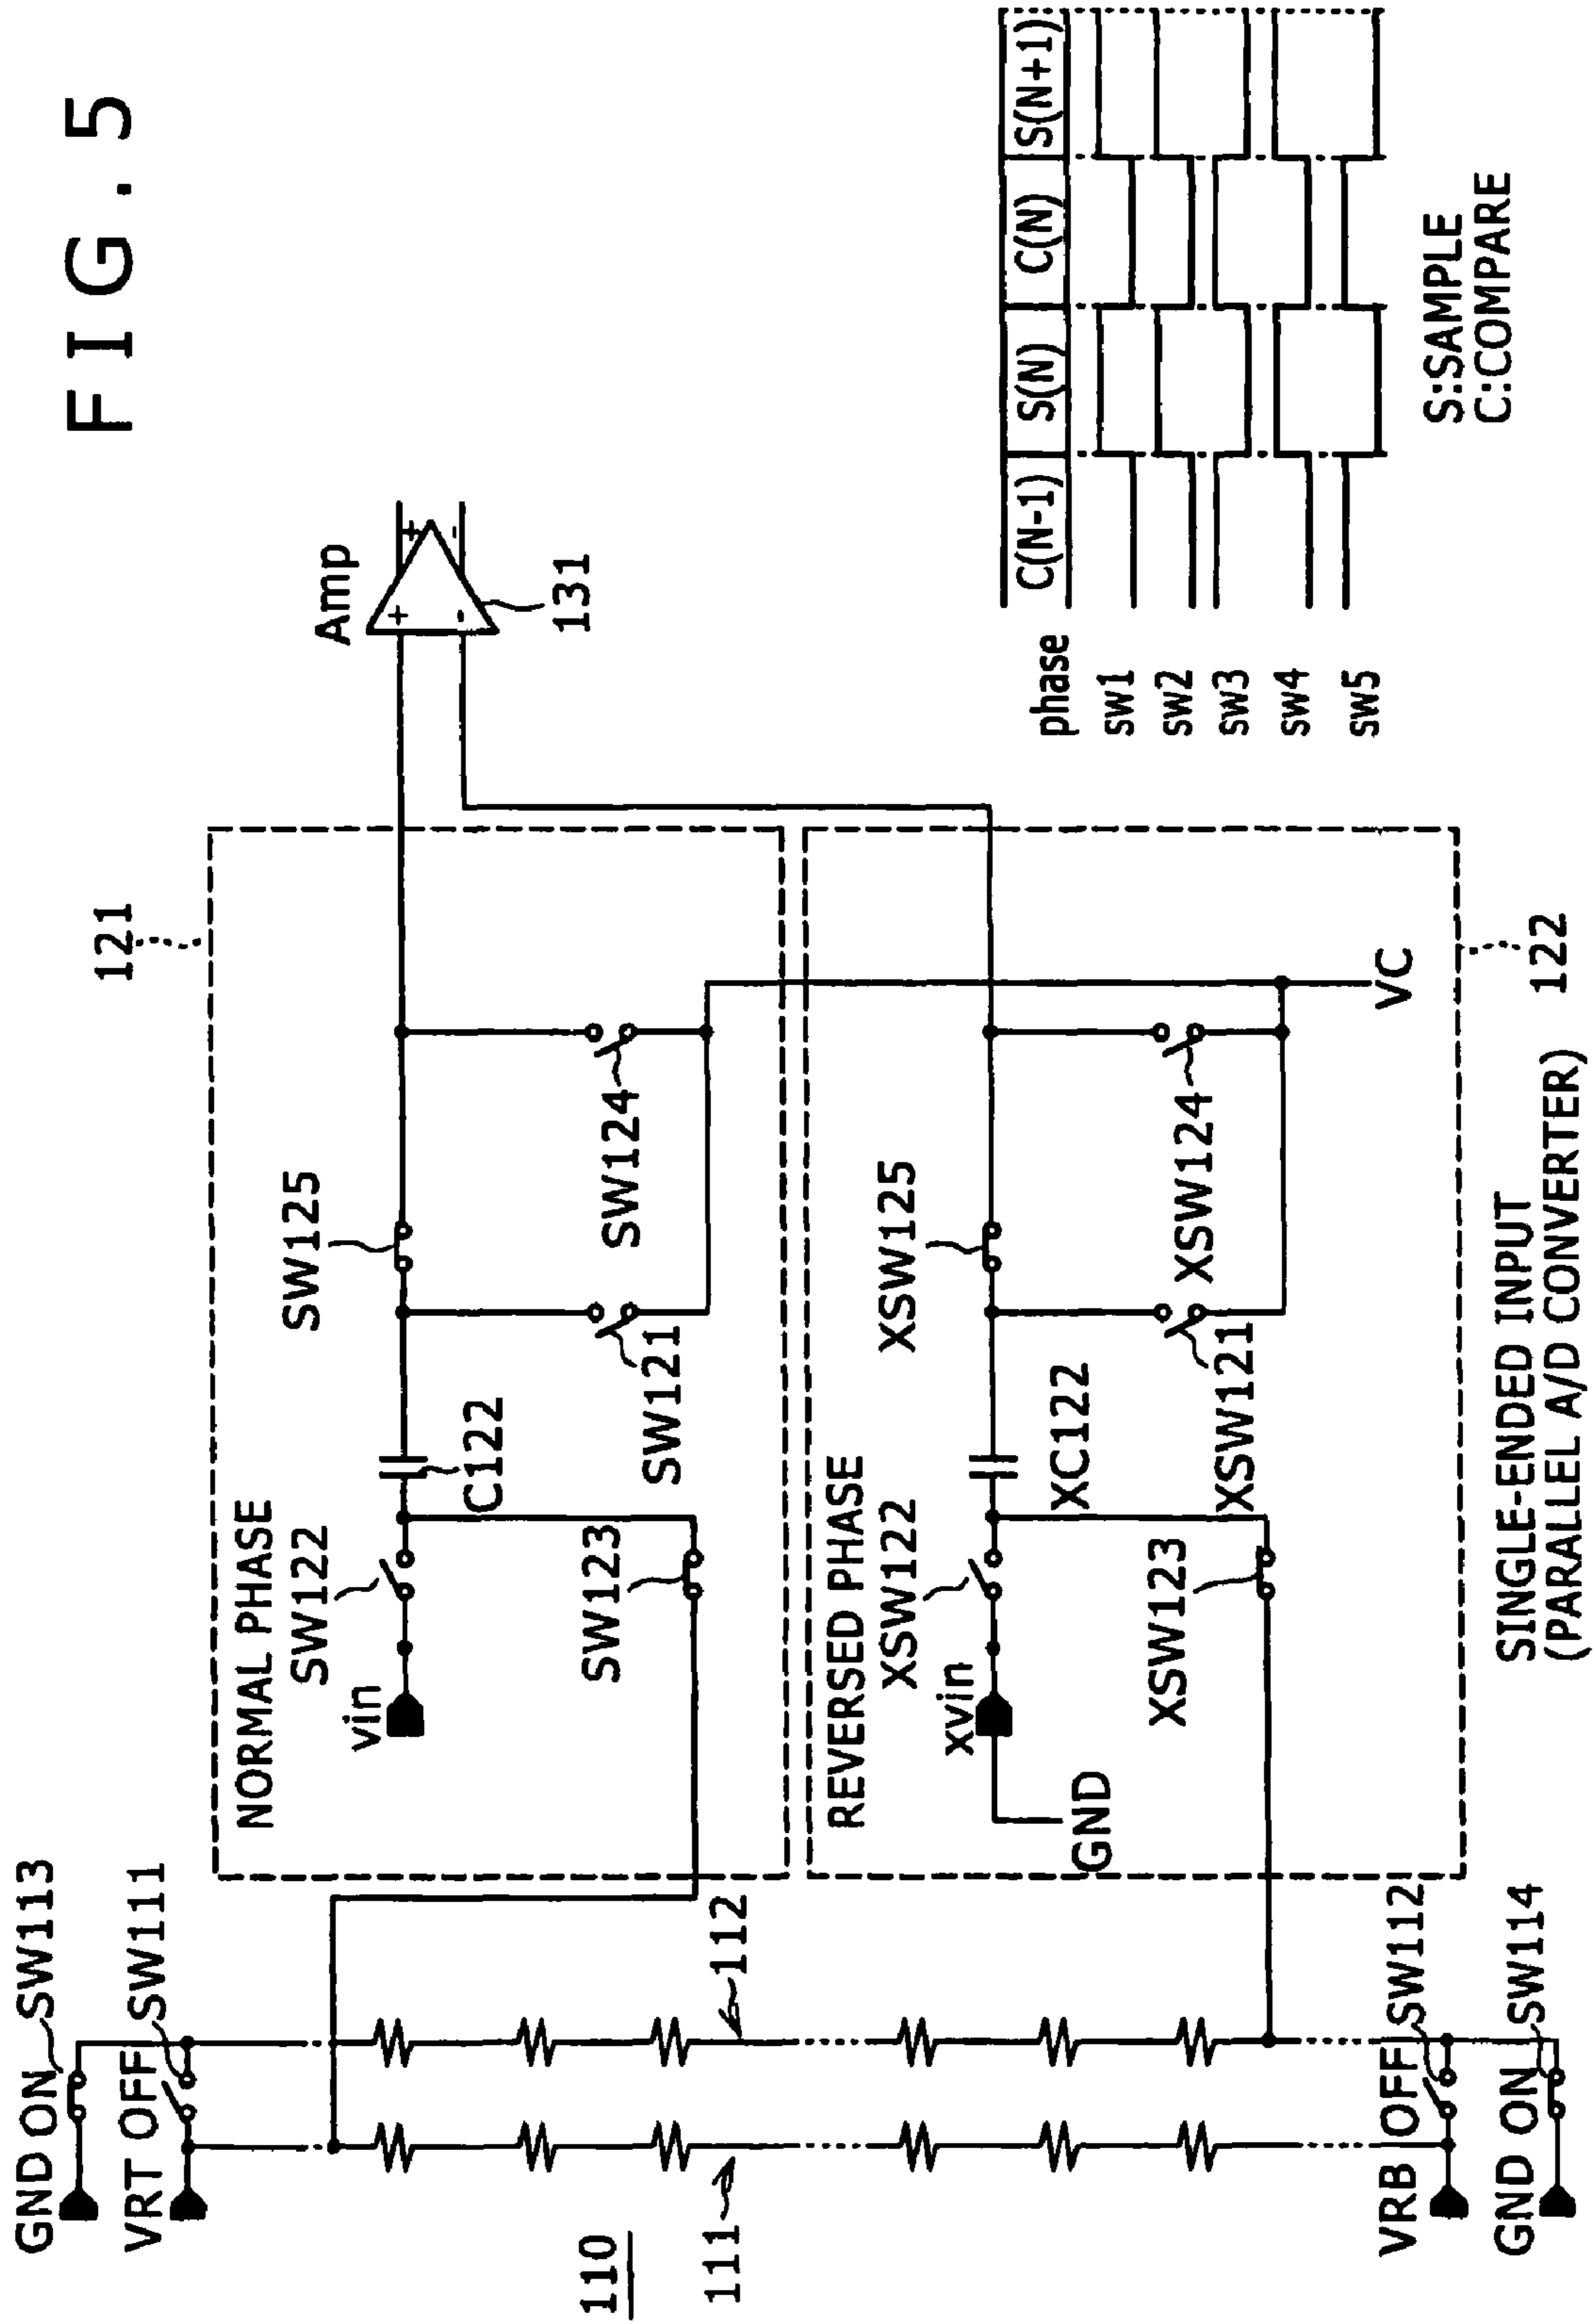 FIG. 5
GND ON
SW113
VRT OFF
SW111
110
111
112
VRB OFF
SW112
GND ON
SW114
121
NORMAL PHASE
vin
SW122
C122
SW123
SW125
SW121
SW124
REVERSED PHASE
xvin
GND
XSW122
XC122
XSW123
XSW125
XSW121
XSW124
VC
122
Amp
+
-
+
-
131
phase C(N-1) S(N) C(N) S(N+1)
sw1
sw2
sw3
sw4
sw5
S:SAMPLE
C:COMPARE
SINGLE-ENDED INPUT
(PARALLEL A/D CONVERTER)